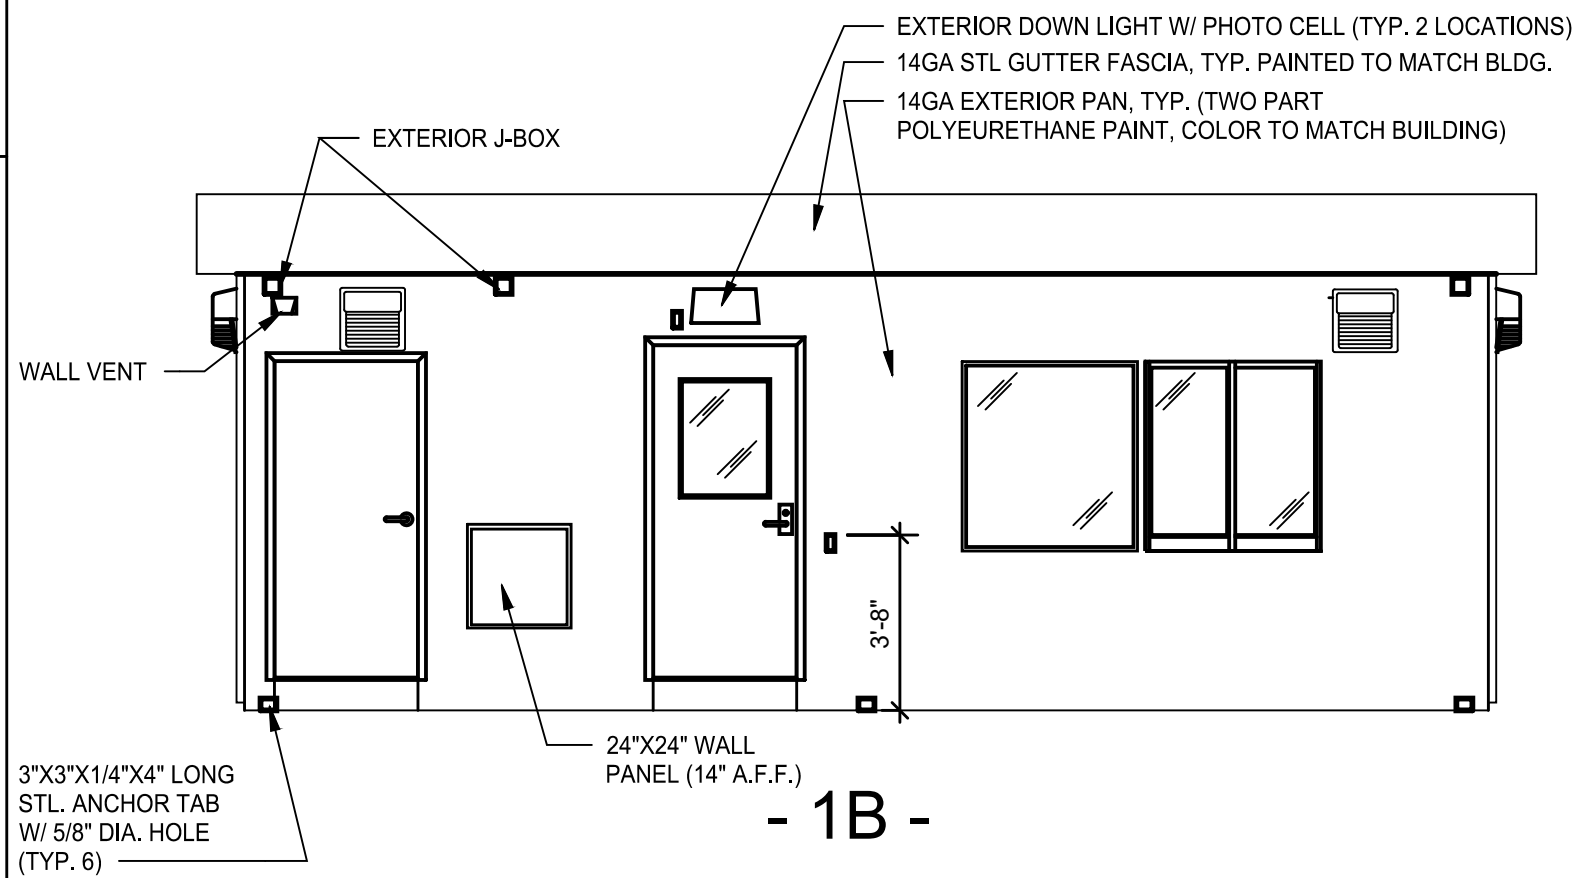 EXTERIOR DOWN LIGHT W/ PHOTO CELL (TYP. 2 LOCATIONS)
14GA STL GUTTER FASCIA, TYP. PAINTED TO MATCH BLDG.
14GA EXTERIOR PAN, TYP. (TWO PART
POLYEURETHANE PAINT, COLOR TO MATCH BUILDING)
EXTERIOR J-BOX
WALL VENT
3'-8"
24"X24" WALL
PANEL (14" A.F.F.)
3"X3"X1/4"X4" LONG
STL. ANCHOR TAB
W/ 5/8" DIA. HOLE
(TYP. 6)
- 1B -